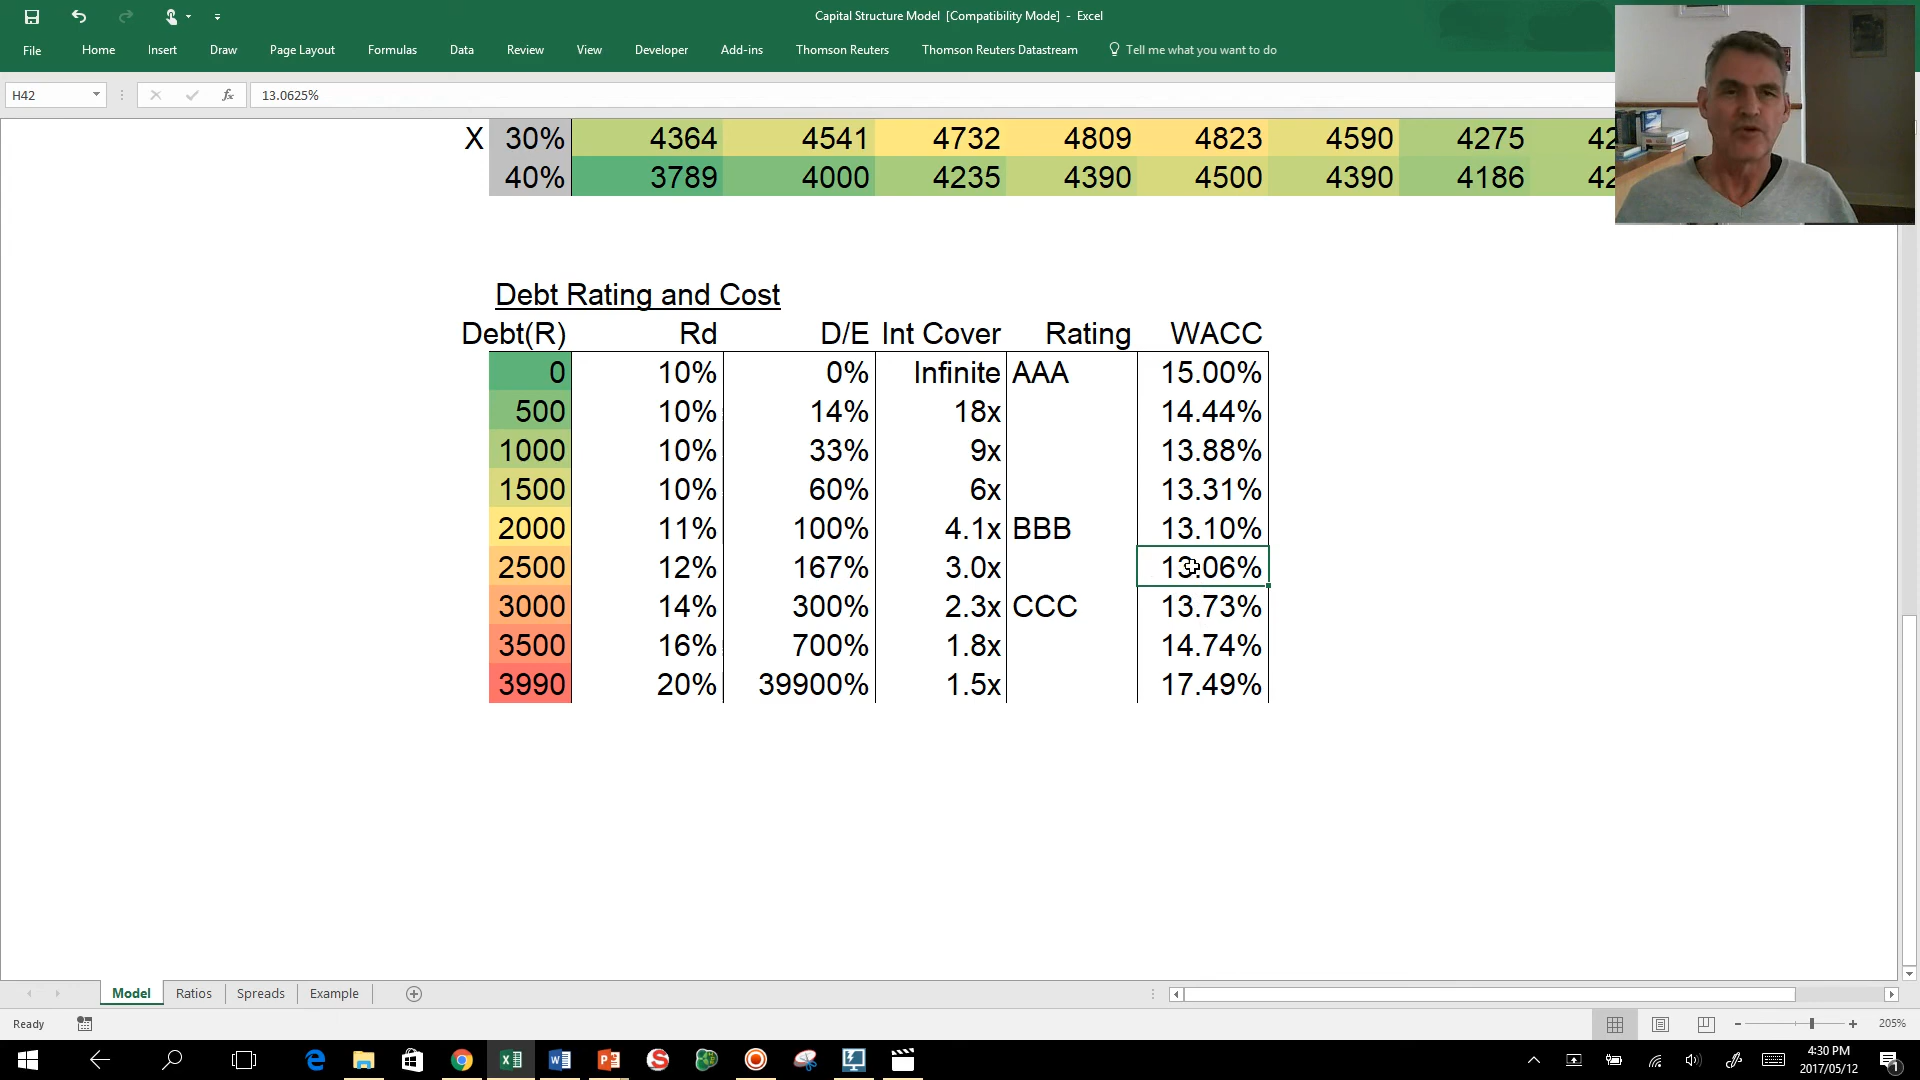 Capital Structure Model [Compatibility Mode] - Excel
File Home Insert Draw Page Layout Formulas Data Review View Developer Add-ins Thomson Reuters Thomson Reuters Datastream Tell me what you want to do
H42 fx 13.0625%
X 30% 4364 4541 4732 4809 4823 4590 4275 42
40% 3789 4000 4235 4390 4500 4390 4186 42
Debt Rating and Cost
Debt(R) Rd D/E Int Cover Rating WACC
0 10% 0% Infinite AAA 15.00%
500 10% 14% 18x 14.44%
1000 10% 33% 9x 13.88%
1500 10% 60% 6x 13.31%
2000 11% 100% 4.1x BBB 13.10%
2500 12% 167% 3.0x 13.06%
3000 14% 300% 2.3x CCC 13.73%
3500 16% 700% 1.8x 14.74%
3990 20% 39900% 1.5x 17.49%
Model Ratios Spreads Example
Ready 205%
4:30 PM
2017/05/12
1